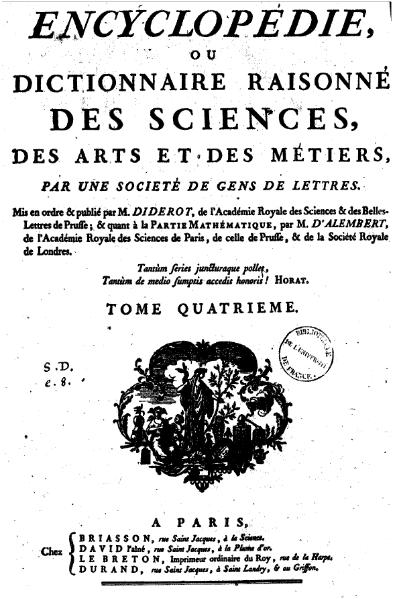 ENCYCLOPÉDIE,
OU
DICTIONNAIRE RAISONNÉ
DES SCIENCES,
DES ARTS ET DES MÉTIERS,
PAR UNE SOCIETÉ DE GENS DE LETTRES.
Mis en ordre & publié par M. DIDEROT, de l'Académie Royale des Sciences & des Belles-
Lettres de Prusse; & quant à la PARTIE MATHÉMATIQUE, par M. D'ALEMBERT,
de l'Académie Royale des Sciences de Paris, de celle de Prusse, & de la Société Royale
de Londres.
Tantùm series juncturaque pollet,
Tantùm de medio sumptis accedit honoris! HORAT.
TOME QUATRIEME.
BIBLIOTHEQUE
DE FRANCE.
S.D.
e.8.
A PARIS,
Chez
BRIASSON, rue Saint Jacques, à la Science.
DAVID l'aîné, rue Saint Jacques, à la Plume d'or.
LE BRETON, Imprimeur ordinaire du Roy, rue de la Harpe.
DURAND, rue Saint Jacques, à Saint Landry, & au Griffon.